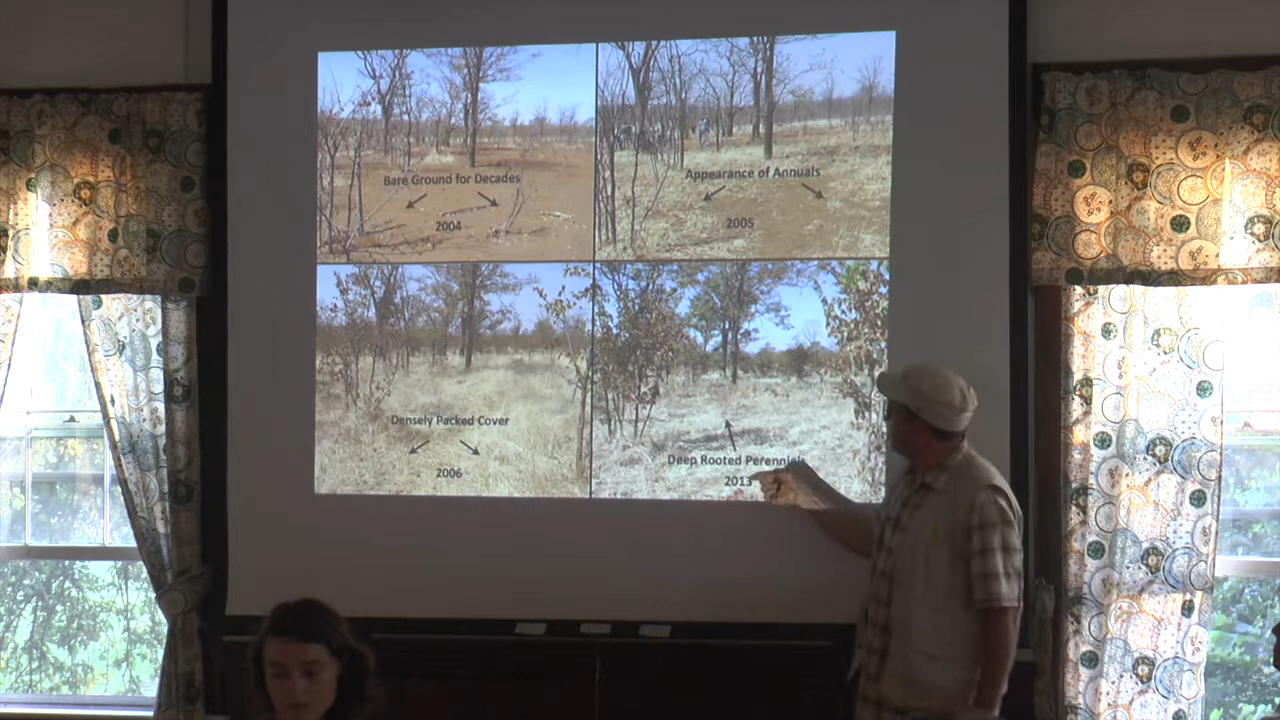 Bare Ground for Decades
2004
Appearance of Annuals
2005
Densely Packed Cover
2006
Deep Rooted Perennials
2013